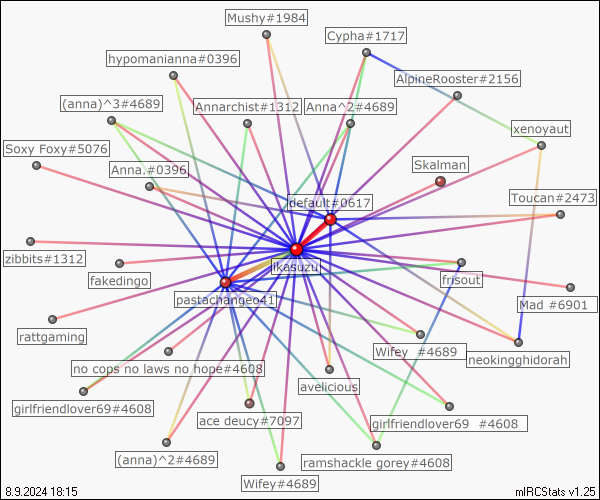 Mushy#1984
Cypha#1717
hypomanianna#0396
AlpineRooster#2156
(anna)^3#4689
Annarchist#1312
Anna^2#4689
xenoyaut
Soxy Foxy#5076
Anna.#0396
Skalman
default#0617
Toucan#2473
zibbits#1312
jikasuzu
fakedingo
frisout
pastachangeo41
Mad #6901
rattgaming
Wifey #4689
neokingghidorah
no cops no laws no hope#4608
avelicious
girlfriendlover69#4608
ace deucy#7097
girlfriendlover69 #4608
(anna)^2#4689
ramshackle gorey#4608
Wifey#4689
8.9.2024 18:15
mIRCStats v1.25